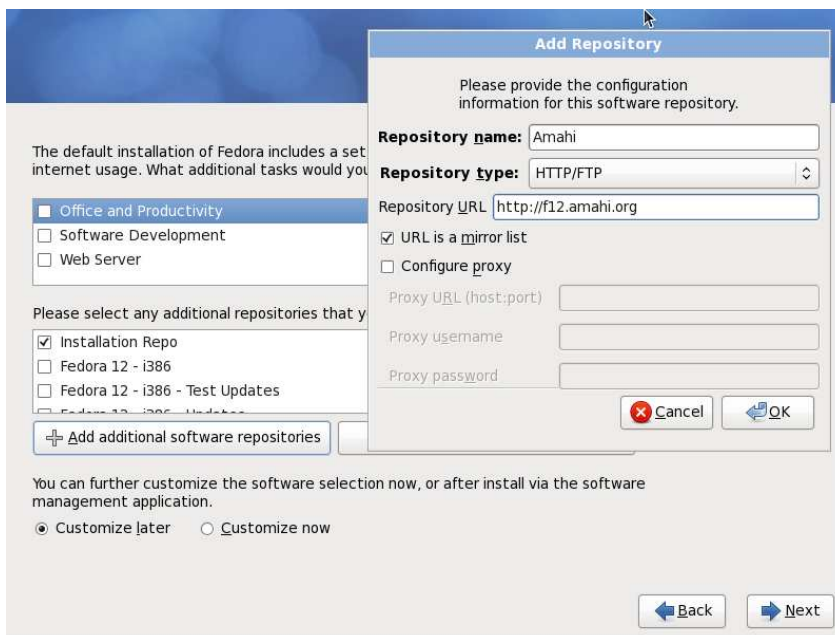 Add Repository
Please provide the configuration
information for this software repository.
Repository name: Amahi
Repository type: HTTP/FTP
Repository URL http://f12.amahi.org
URL is a mirror list
Configure proxy
Proxy URL (host:port)
Proxy username
Proxy password
Cancel
OK
The default installation of Fedora includes a set
internet usage. What additional tasks would you
Office and Productivity
Software Development
Web Server
Please select any additional repositories that y
Installation Repo
Fedora 12 - i386
Fedora 12 - i386 - Test Updates
Fedora 12 - i386 - Updates
Add additional software repositories
You can further customize the software selection now, or after install via the software
management application.
Customize later
Customize now
Back
Next